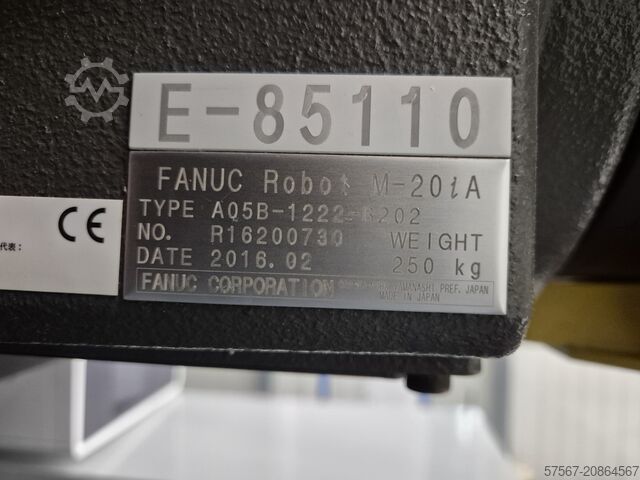 E-85110
FANUC Robot M-20iA
TYPE A05B-1222-B202
NO. R16200730 WEIGHT
DATE 2016.02 250 kg
FANUC CORPORATION YAMANASHI PREF. JAPAN
MADE IN JAPAN
CE
代表：
57567-20864567